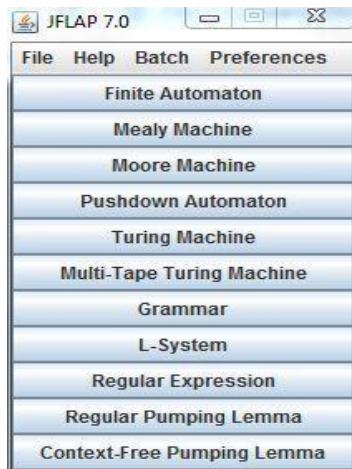 JFLAP 7.0
File Help Batch Preferences
Finite Automaton
Mealy Machine
Moore Machine
Pushdown Automaton
Turing Machine
Multi-Tape Turing Machine
Grammar
L-System
Regular Expression
Regular Pumping Lemma
Context-Free Pumping Lemma